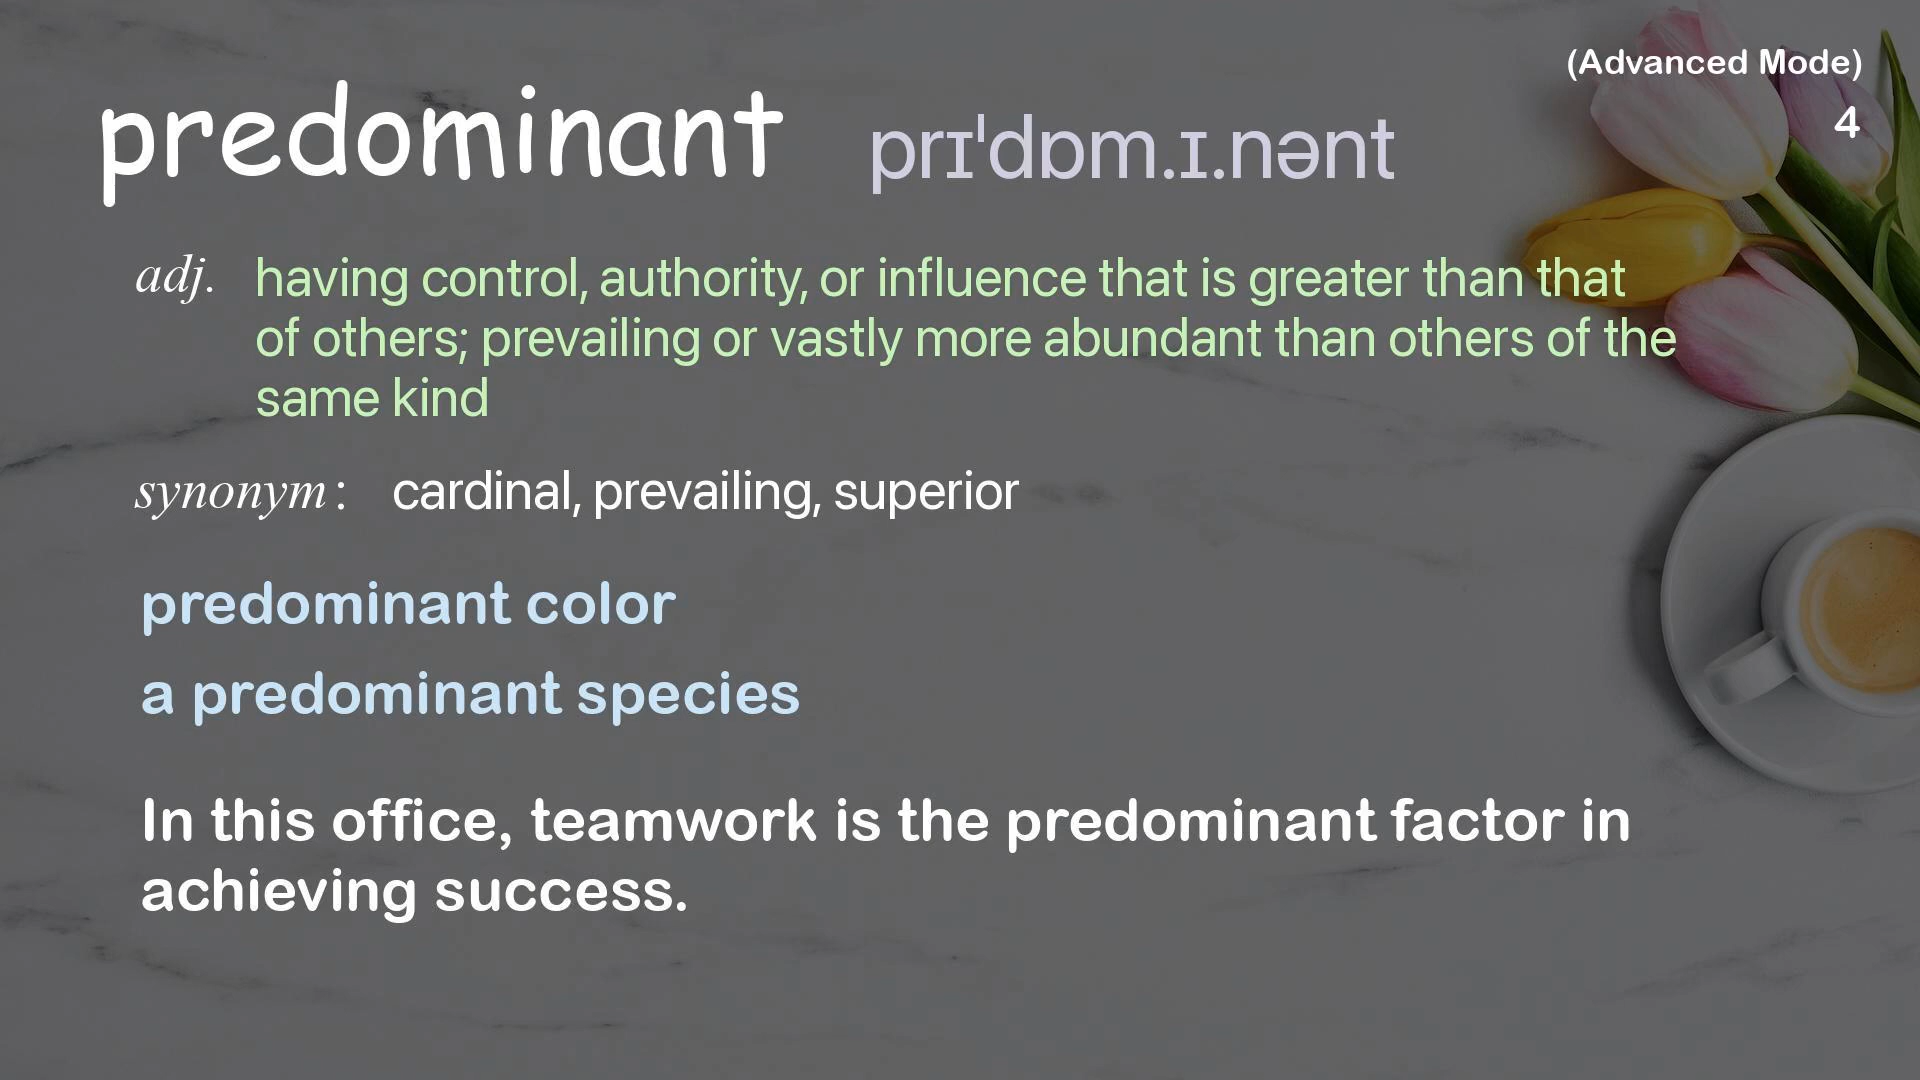 (Advanced Mode)
predominant prɪˈdɒm.ɪ.nənt
4
adj. having control, authority, or influence that is greater than that
of others; prevailing or vastly more abundant than others of the
same kind
synonym: cardinal, prevailing, superior
predominant color
a predominant species
In this office, teamwork is the predominant factor in
achieving success.